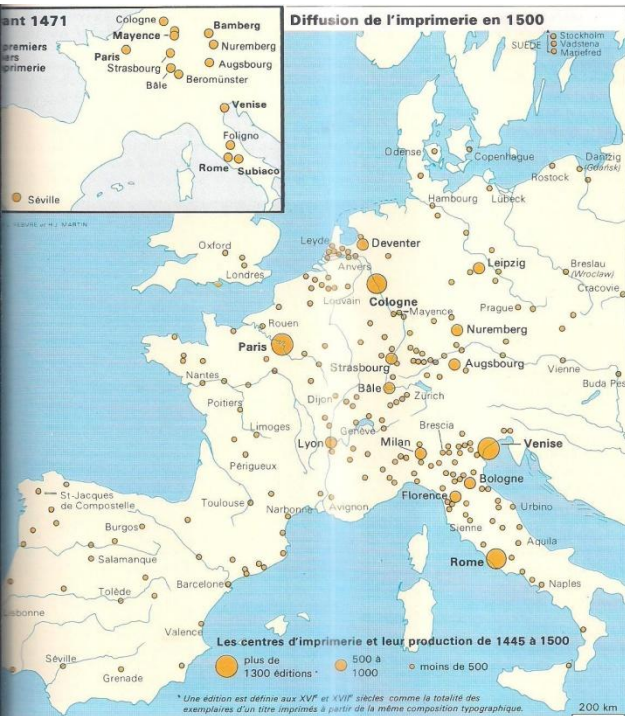 ant 1471
premiers
iers
primerie
Cologne
Mayence
Paris
Strasbourg
Bâle
Bamberg
Nuremberg
Augsbourg
Beromünster
Venise
Foligno
Rome
Subiaco
Séville
Diffusion de l'imprimerie en 1500
SUÈDE
Stockholm
Vadstena
Mariefred
Odense
Copenhague
Dantzig
(Gdańsk)
Rostock
Hambourg
Lübeck
Oxford
Londres
Leyde
Deventer
Anvers
Leipzig
Breslau
(Wroclaw)
Cracovie
Louvain
Cologne
Mayence
Prague
Rouen
Nuremberg
Paris
Strasbourg
Augsbourg
Vienne
Buda Pes
Nantes
Bâle
Zürich
Dijon
Poitiers
Limoges
Genève
Brescia
Lyon
Milan
Venise
Périgueux
Bologne
Florence
Urbino
Toulouse
Narbonne
Avignon
Sienne
Aquila
St-Jacques
de Compostelle
Burgos
Rome
Salamanque
Naples
Tolède
Barcelone
isbonne
Valence
Séville
Grenade
Les centres d'imprimerie et leur production de 1445 à 1500
plus de
1300 éditions *
500 à
1000
moins de 500
* Une édition est définie aux XVIe et XVIIe siècles comme la totalité des
exemplaires d'un titre imprimés à partir de la même composition typographique.
200 km